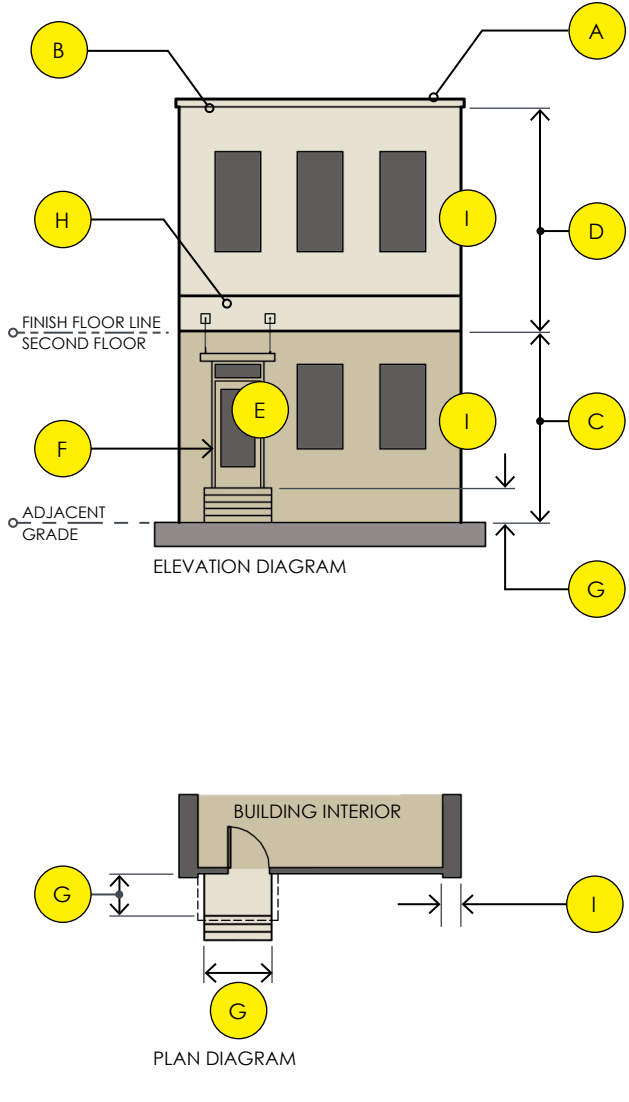 A
B
H
I
D
FINISH FLOOR LINE
SECOND FLOOR
E
I
C
F
ADJACENT
GRADE
ELEVATION DIAGRAM
G
BUILDING INTERIOR
G
I
G
PLAN DIAGRAM